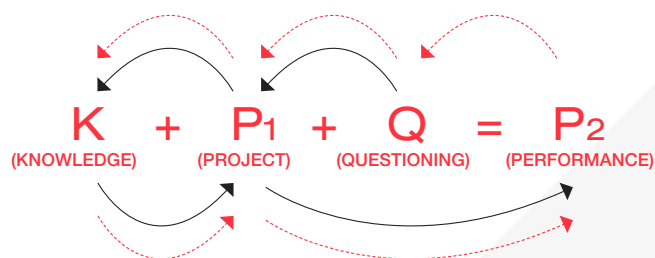 K + P1 + Q = P2
(KNOWLEDGE) (PROJECT) (QUESTIONING) (PERFORMANCE)